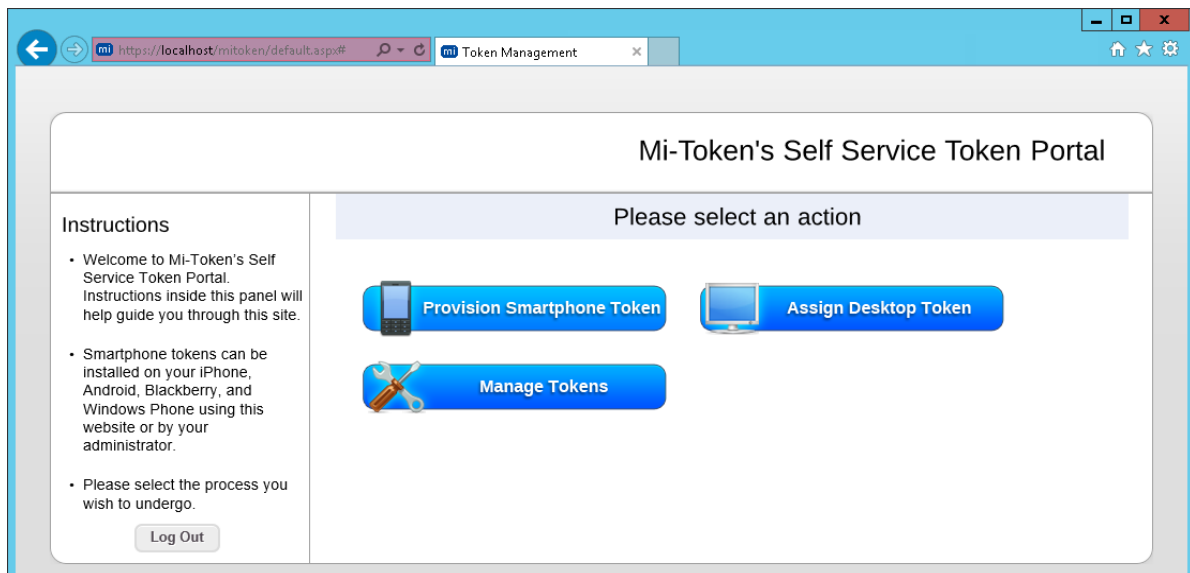 mi https://localhost/mitoken/default.aspx#
mi Token Management
Mi-Token's Self Service Token Portal
Instructions
• Welcome to Mi-Token's Self
Service Token Portal.
Instructions inside this panel will
help guide you through this site.
• Smartphone tokens can be
installed on your iPhone,
Android, Blackberry, and
Windows Phone using this
website or by your
administrator.
• Please select the process you
wish to undergo.
Log Out
Please select an action
Provision Smartphone Token
Assign Desktop Token
Manage Tokens